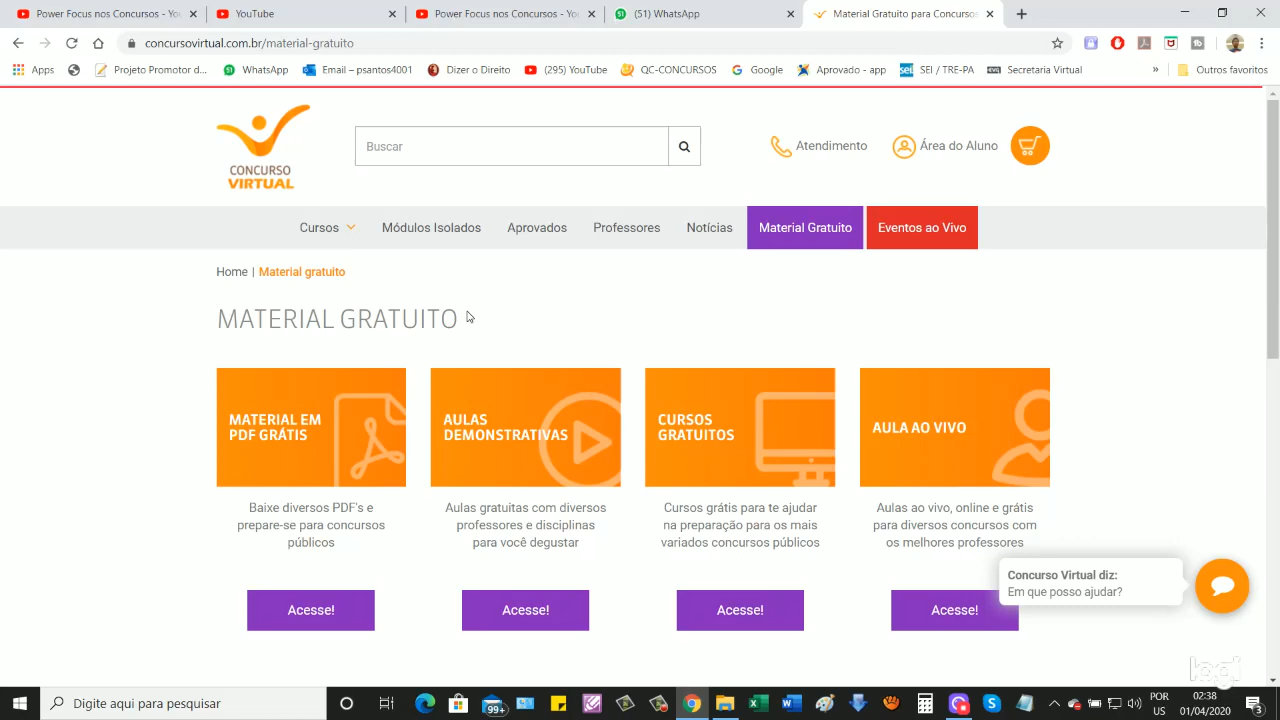 Power Focus nos Concursos - You
YouTube
Power Focus nos Concursos - You
(51) WhatsApp
Material Gratuito para Concursos
concursovirtual.com.br/material-gratuito
Apps
Projeto Promotor d...
51 WhatsApp
Email – psantos4001
Dizer o Direito
(295) YouTube
QC-CONCURSOS
Google
Aprovado - app
sei! SEI / TRE-PA
Secretaria Virtual
»
Outros favoritos
CONCURSO
VIRTUAL
Buscar
Atendimento
Área do Aluno
Cursos
Módulos Isolados
Aprovados
Professores
Notícias
Material Gratuito
Eventos ao Vivo
Home | Material gratuito
MATERIAL GRATUITO
MATERIAL EM
PDF GRÁTIS
AULAS
DEMONSTRATIVAS
CURSOS
GRATUITOS
AULA AO VIVO
Baixe diversos PDF's e
prepare-se para concursos
públicos
Aulas gratuitas com diversos
professores e disciplinas
para você degustar
Cursos grátis para te ajudar
na preparação para os mais
variados concursos públicos
Aulas ao vivo, online e grátis
para diversos concursos com
os melhores professores
Concurso Virtual diz:
Em que posso ajudar?
Acesse!
Acesse!
Acesse!
Acesse!
logi
Digite aqui para pesquisar
99+
POR
US
02:38
01/04/2020
3